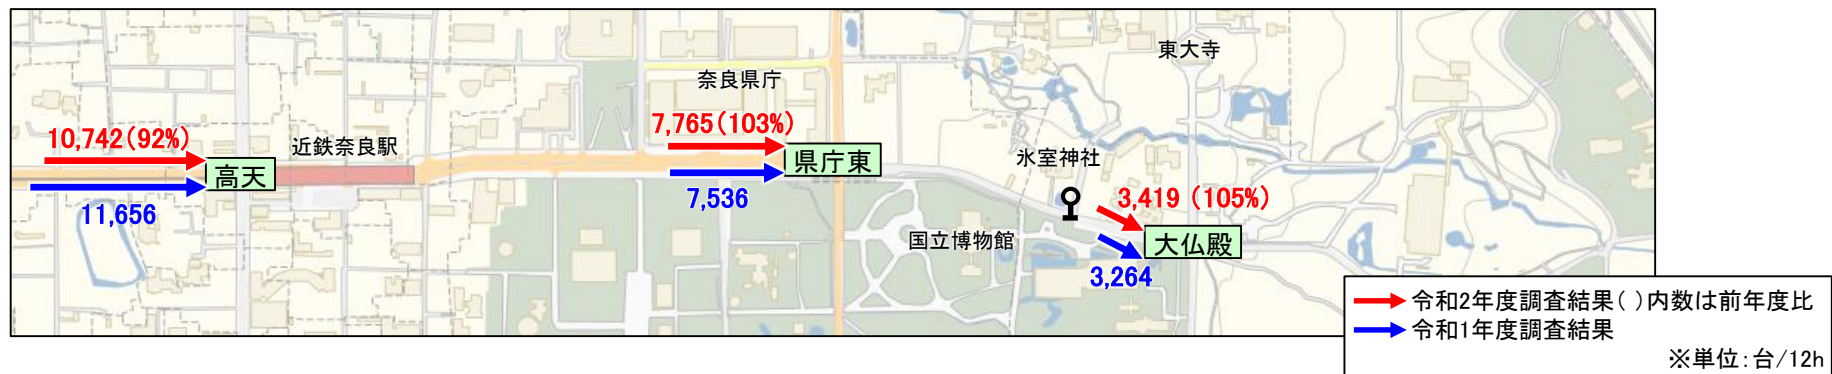 東大寺
奈良県庁
10,742(92%)
近鉄奈良駅
7,765(103%)
高天
県庁東
氷室神社
11,656
7,536
3,419 (105%)
国立博物館
大仏殿
3,264
令和2年度調査結果( )内数は前年度比
令和1年度調査結果
※単位:台/12h